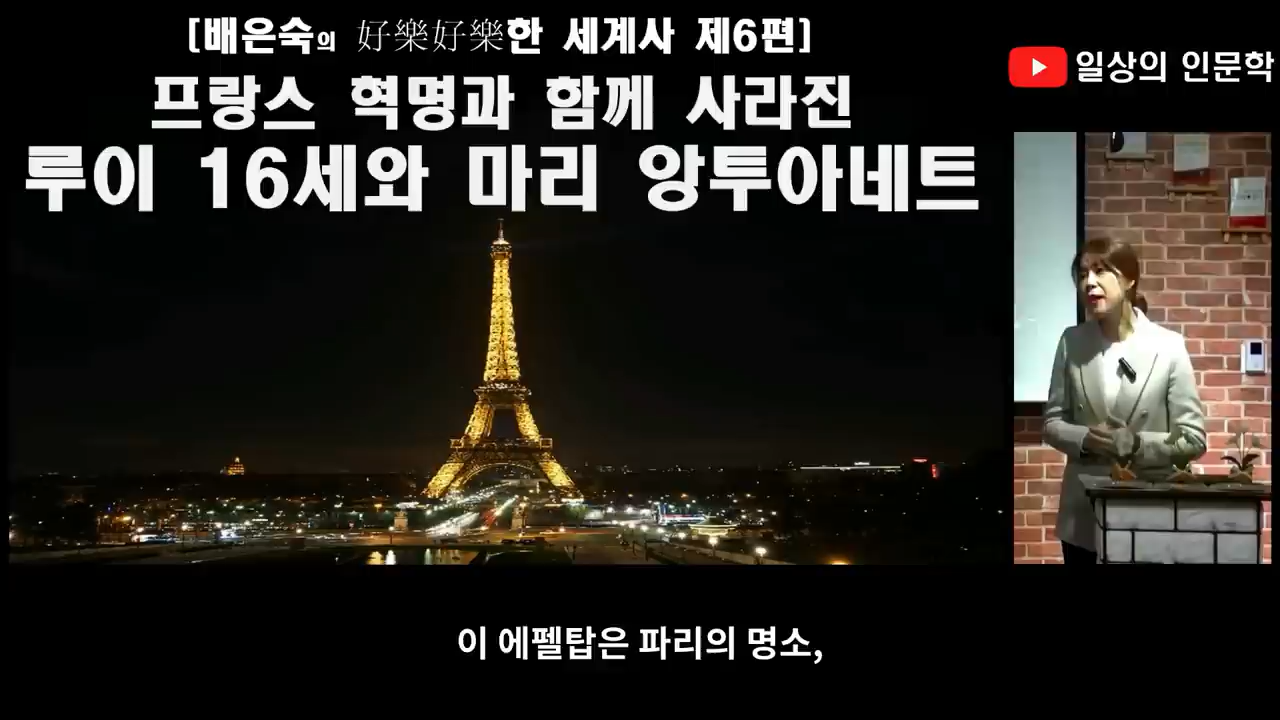 [배은숙의 好樂好樂한 세계사 제6편]
프랑스 혁명과 함께 사라진
루이 16세와 마리 앙투아네트
일상의 인문학
이 에펠탑은 파리의 명소,